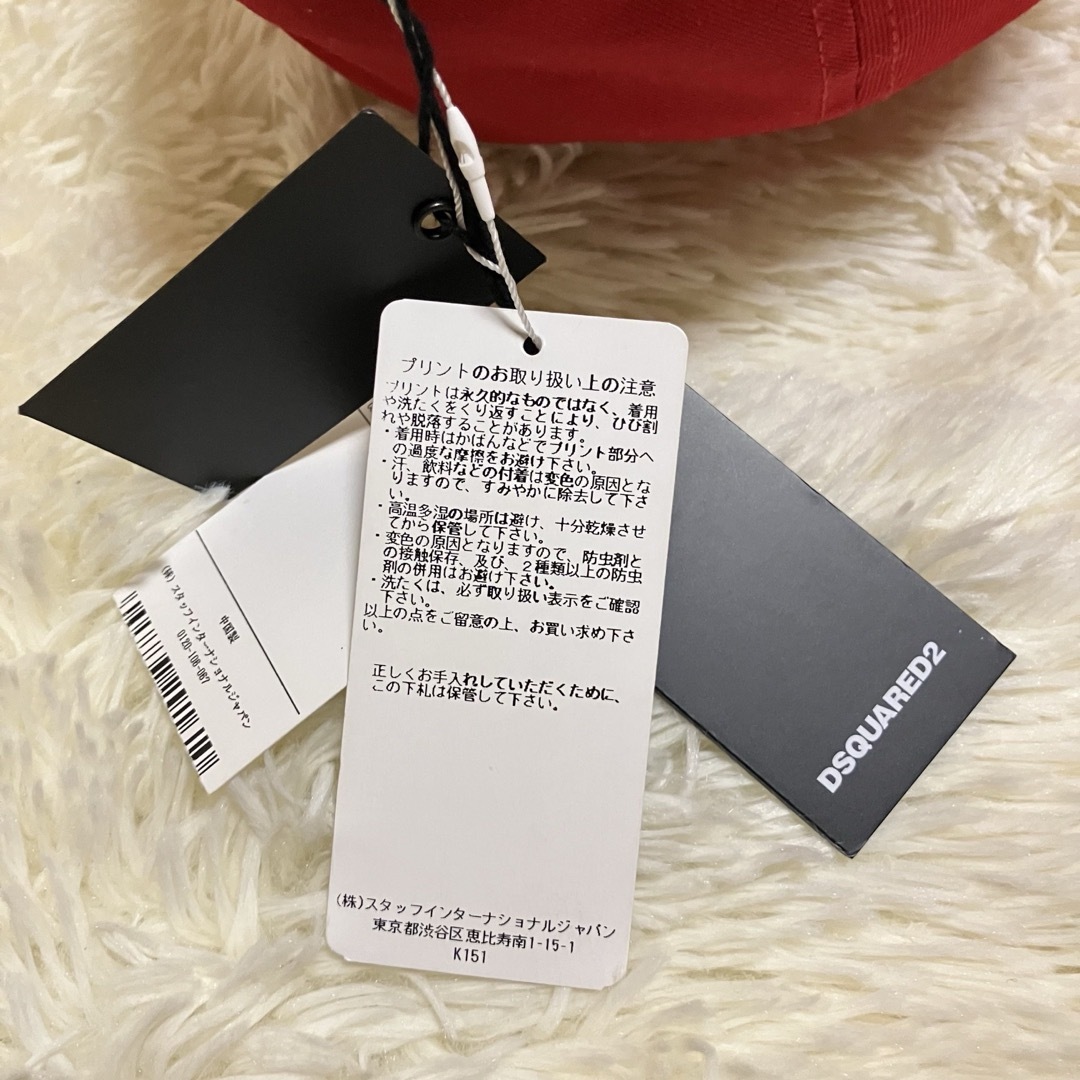 プリントのお取り扱い上の注意
プリントは永久的なものではなく、着用
や洗たくをくり返すことにより、ひび割
れや脱落することがあります。
・着用時はかばんなどでプリント部分へ
の過度な摩擦をお避け下さい。
・汗、飲料などの付着は変色の原因とな
りますので、すみやかに除去して下さ
い。
・高温多湿の場所は避け、十分乾燥させ
てから保管して下さい。
・変色の原因となりますので、防虫剤と
の接触保存、及び、2種類以上の防虫
剤の併用はお避け下さい。
・洗たくは、必ず取り扱い表示をご確認
下さい。
以上の点をご留意の上、お買い求め下さ
い。
正しくお手入れしていただくために、
この下札は保管して下さい。
(株)スタッフインターナショナルジャパン
東京都渋谷区恵比寿南1-15-1
K151
中国製
(株) スタッフインターナショナルジャパン
0120-106-067
DSQUARED2